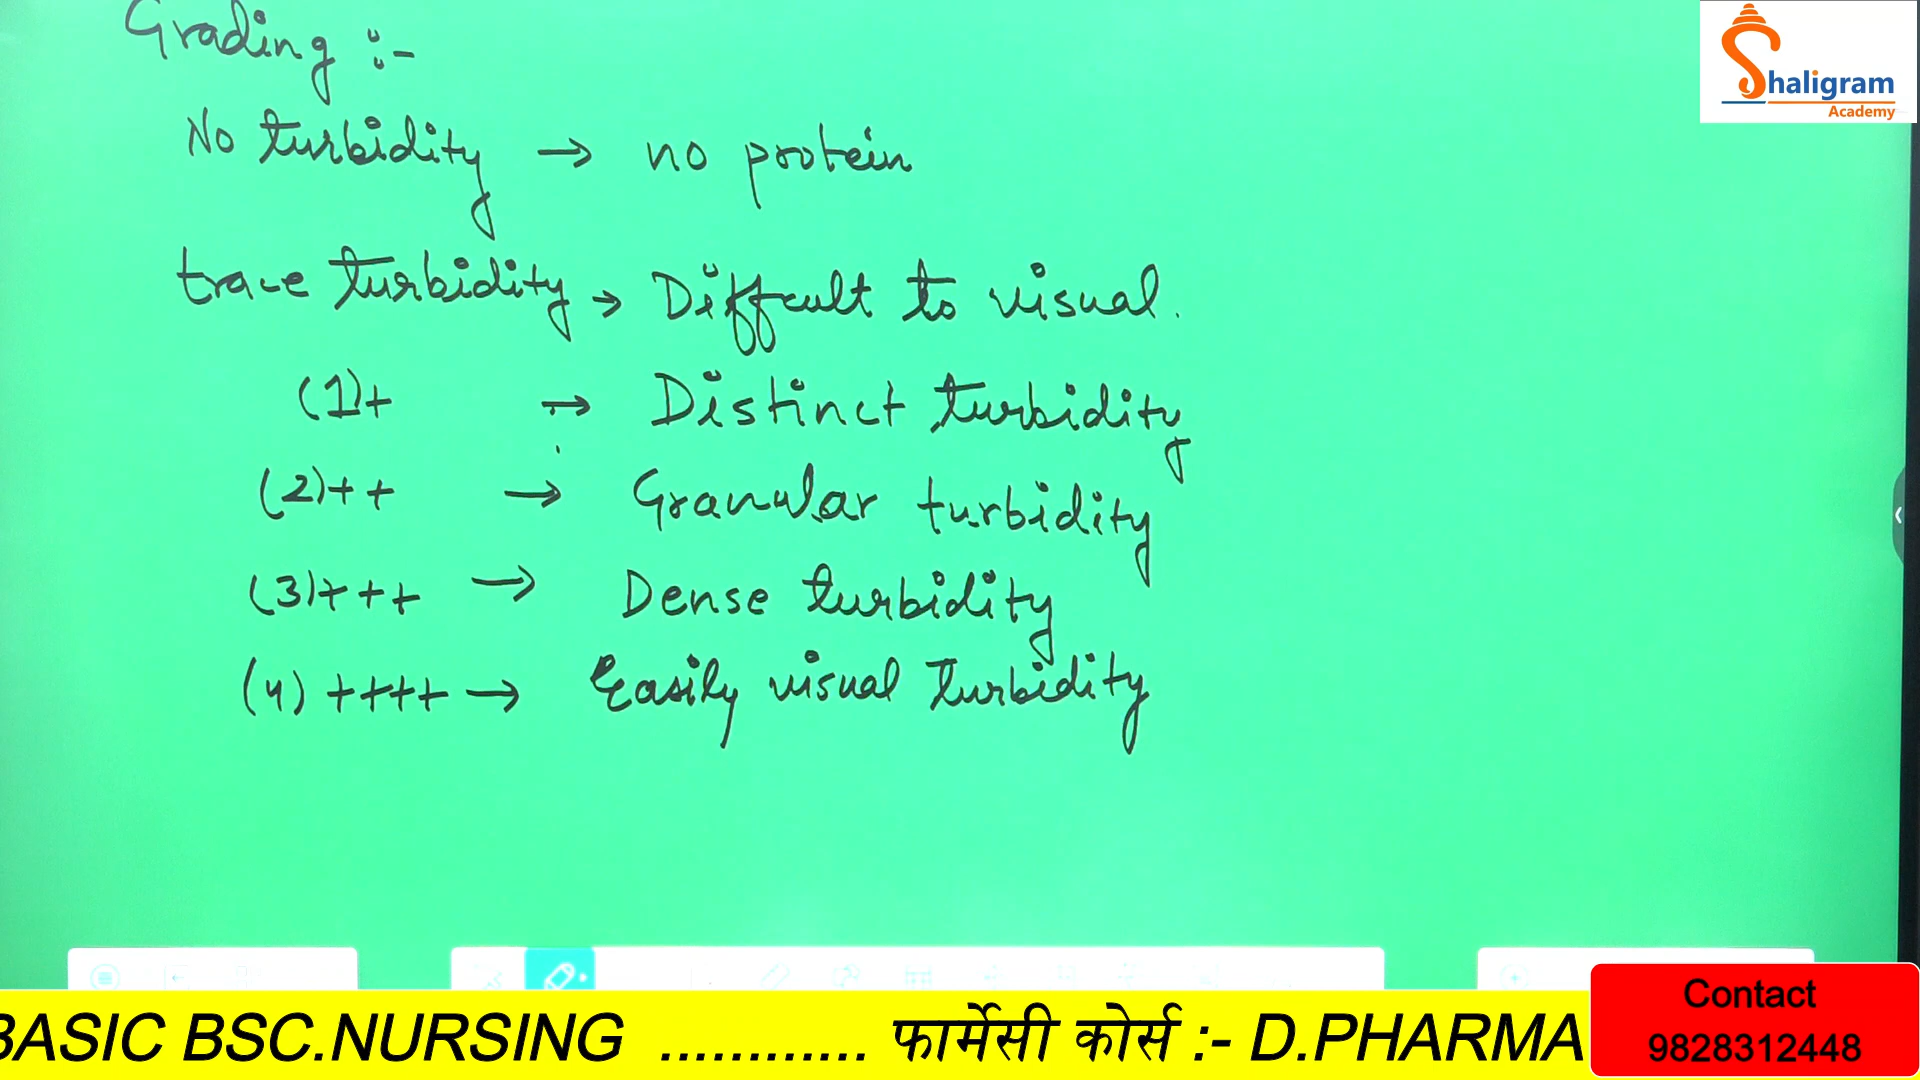 Grading :-
No turbidity → no protein
trace turbidity → Difficult to visual.
(1)+ → Distinct turbidity
(2)++ → Granular turbidity
(3)+++ → Dense turbidity
(4) ++++ → Easily visual turbidity
Shaligram
Academy
BASIC BSC.NURSING ............ फार्मेसी कोर्स :- D.PHARMA
Contact
9828312448